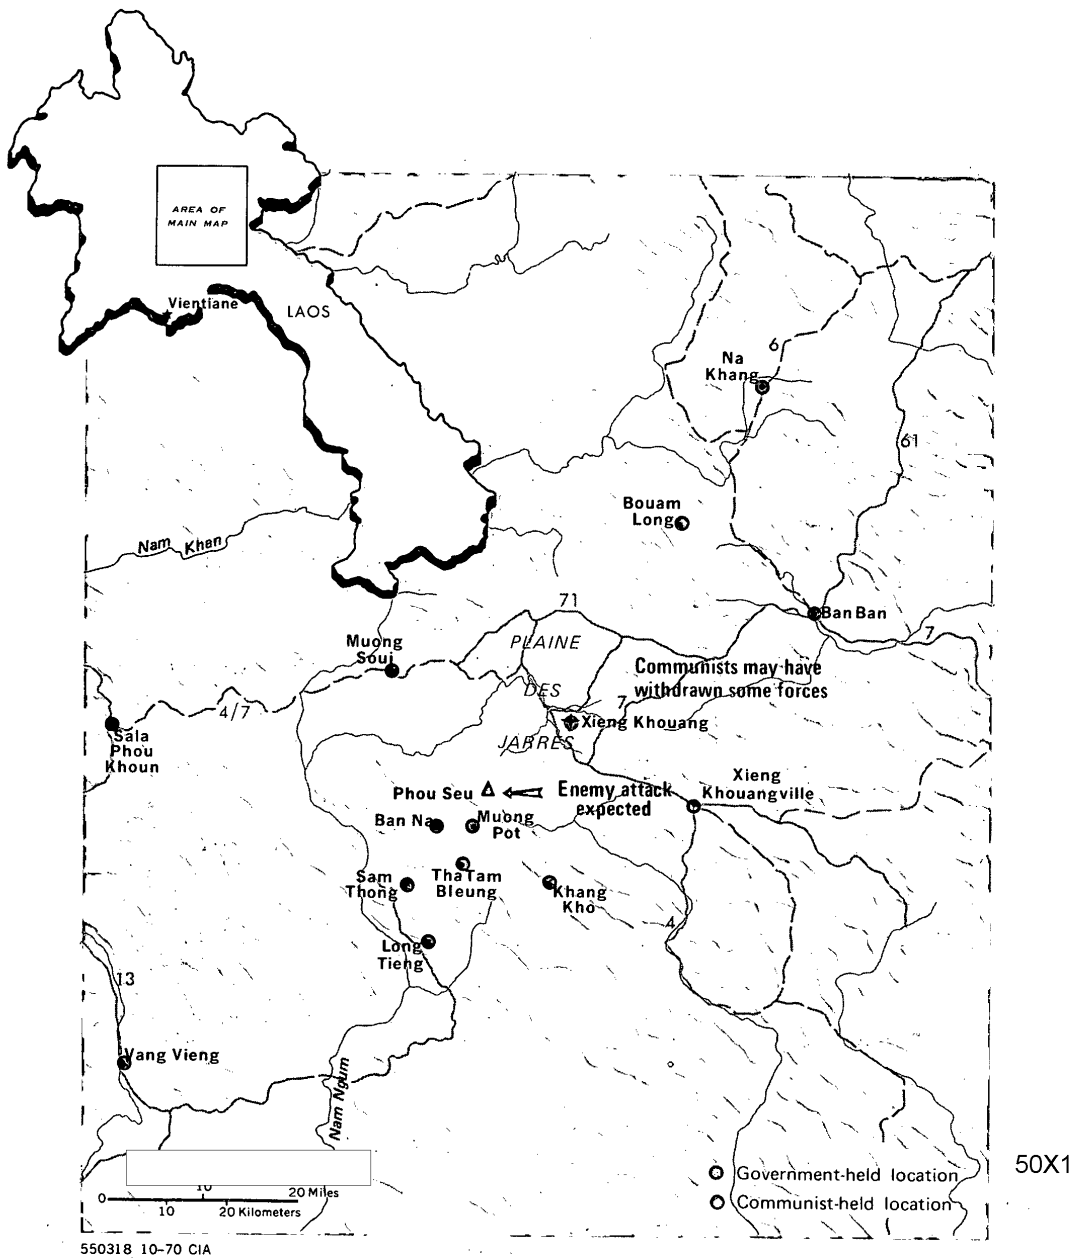 AREA OF
MAIN MAP
Vientiane
LAOS
6
Na
Khang
61
Bouam
Long
Nam Khan
71
Ban Ban
7
Muong
Soui
PLAINE
DES
JARRES
Communists may have
withdrawn some forces
4/7
7
Xieng Khouang
Sala
Phou
Khoun
Xieng
Khouangville
Phou Seu
Enemy attack
expected
Ban Na
Muong
Pot
Sam
Thong
Tha Tam
Bleung
Khang
Kho
4
Long
Tieng
13
Vang Vieng
Nam Ngum
Government-held location
Communist-held location
50X1
0 10 20 Miles
10 20 Kilometers
550318 10-70 CIA